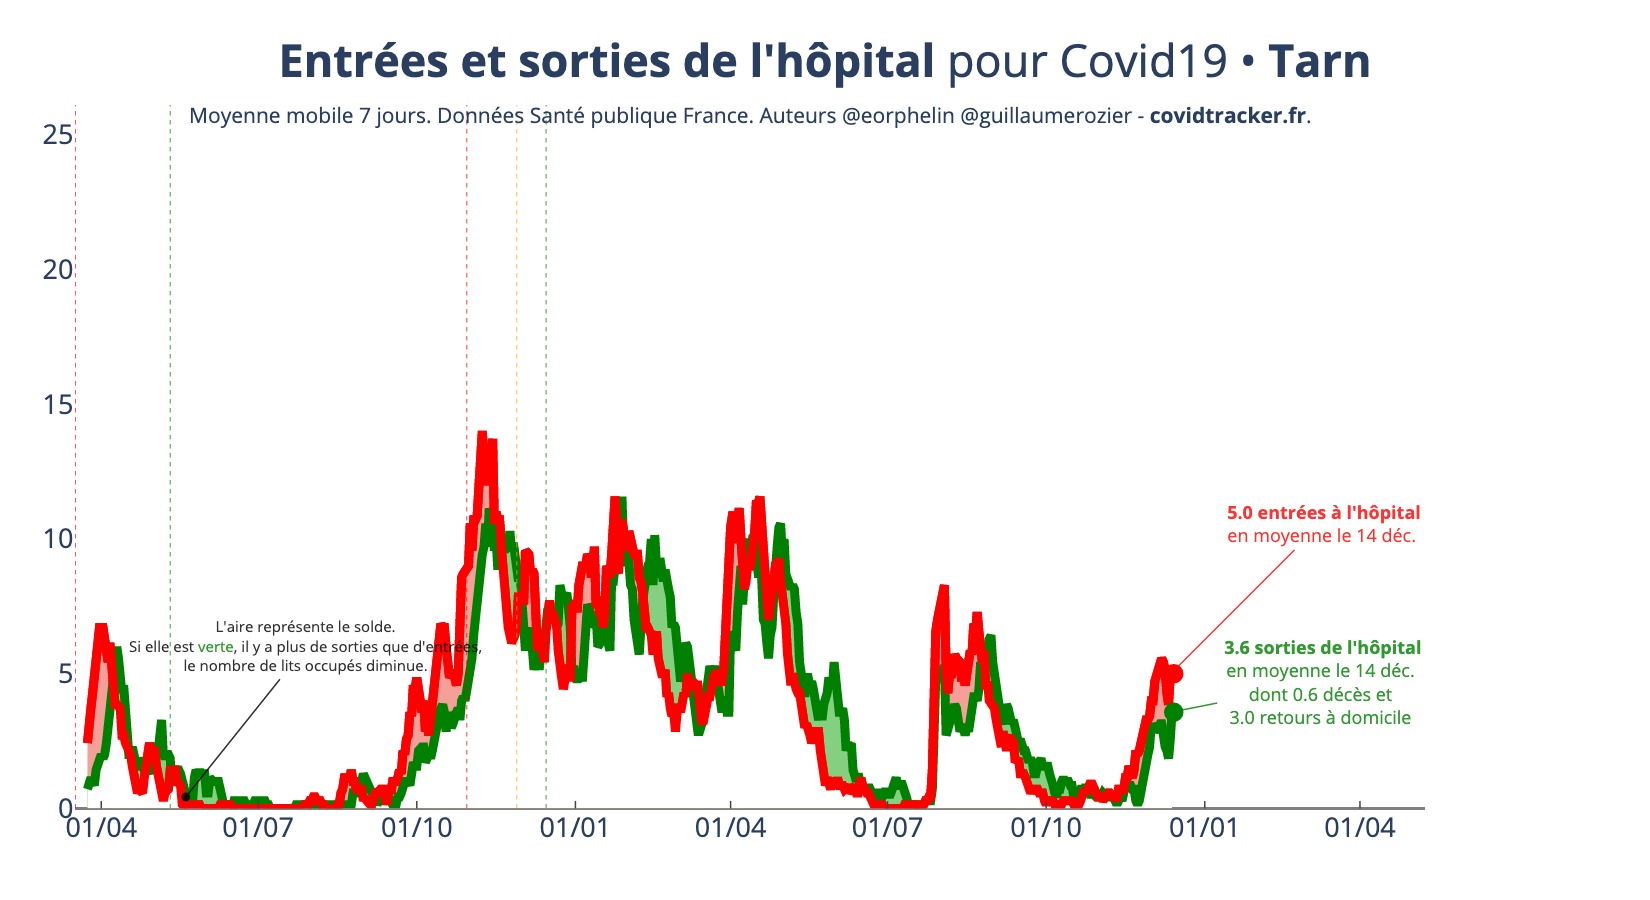 Entrées et sorties de l'hôpital pour Covid19 • Tarn
Moyenne mobile 7 jours. Données Santé publique France. Auteurs @eorphelin @guillaumerozier - covidtracker.fr.
25
20
15
10
5
0
L'aire représente le solde.
Si elle est verte, il y a plus de sorties que d'entrées,
le nombre de lits occupés diminue.
5.0 entrées à l'hôpital
en moyenne le 14 déc.
3.6 sorties de l'hôpital
en moyenne le 14 déc.
dont 0.6 décès et
3.0 retours à domicile
01/04 01/07 01/10 01/01 01/04 01/07 01/10 01/01 01/04